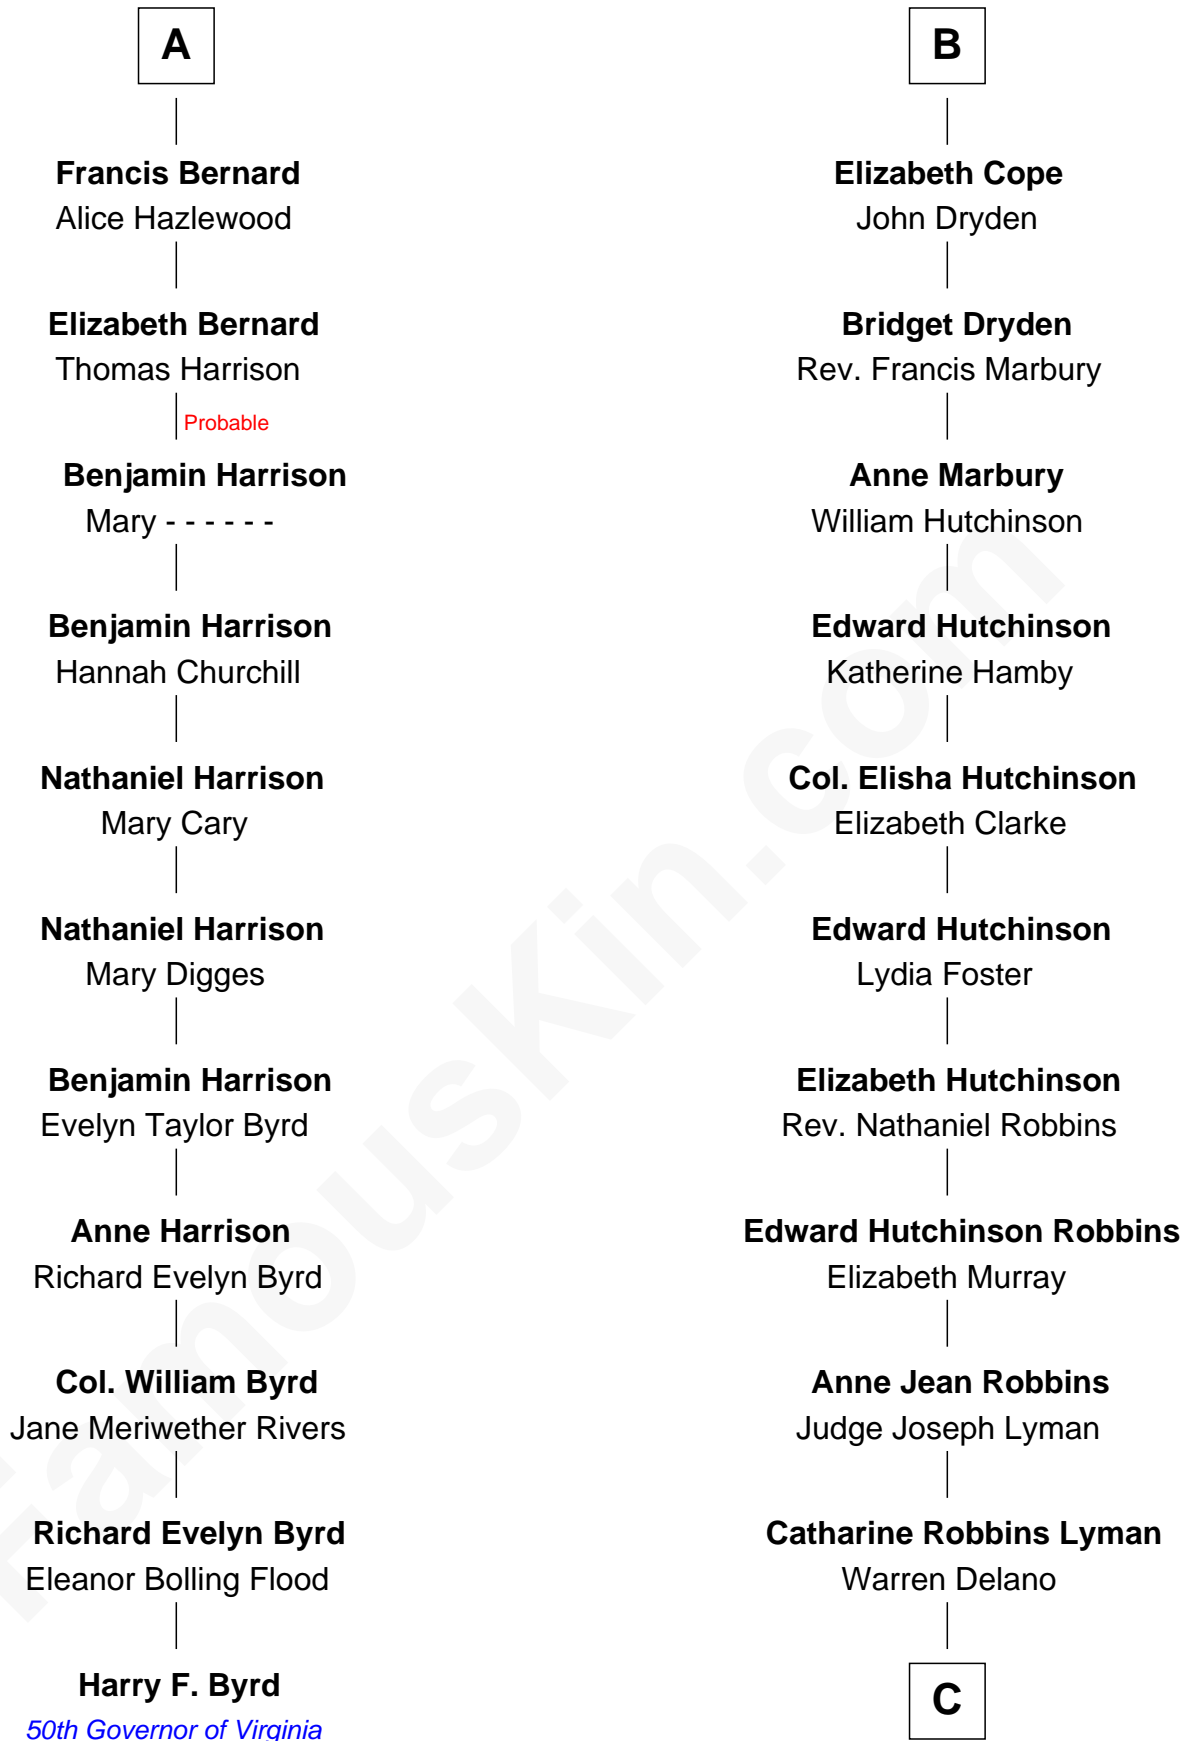 A
Francis Bernard
Alice Hazlewood
Elizabeth Bernard
Thomas Harrison
Probable
Benjamin Harrison
Mary - - - - - -
Benjamin Harrison
Hannah Churchill
Nathaniel Harrison
Mary Cary
Nathaniel Harrison
Mary Digges
Benjamin Harrison
Evelyn Taylor Byrd
Anne Harrison
Richard Evelyn Byrd
Col. William Byrd
Jane Meriwether Rivers
Richard Evelyn Byrd
Eleanor Bolling Flood
Harry F. Byrd
50th Governor of Virginia
B
Elizabeth Cope
John Dryden
Bridget Dryden
Rev. Francis Marbury
Anne Marbury
William Hutchinson
Edward Hutchinson
Katherine Hamby
Col. Elisha Hutchinson
Elizabeth Clarke
Edward Hutchinson
Lydia Foster
Elizabeth Hutchinson
Rev. Nathaniel Robbins
Edward Hutchinson Robbins
Elizabeth Murray
Anne Jean Robbins
Judge Joseph Lyman
Catharine Robbins Lyman
Warren Delano
C
FamousKin.com